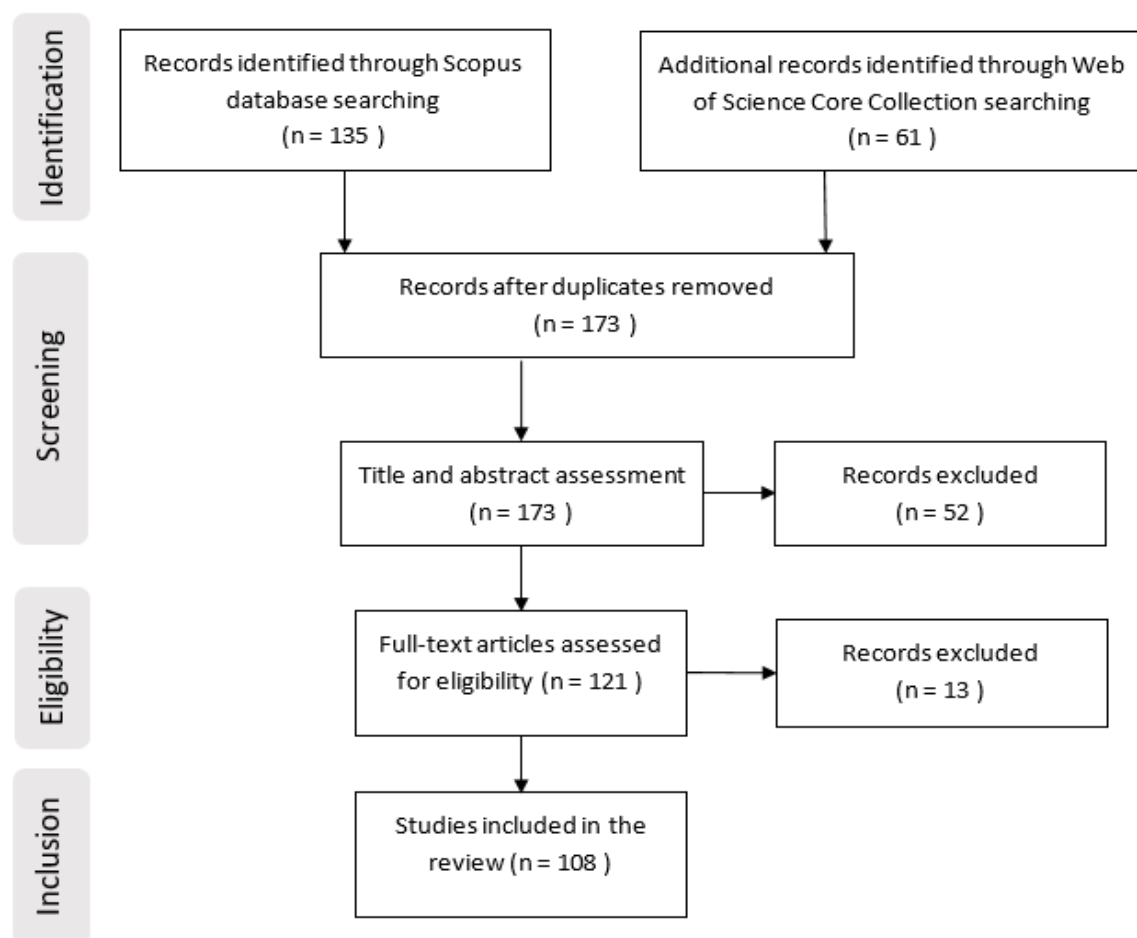 Identification
Records identified through Scopus
database searching
(n = 135 )
Additional records identified through Web
of Science Core Collection searching
(n = 61 )
Screening
Records after duplicates removed
(n = 173 )
Title and abstract assessment
(n = 173 )
Records excluded
(n = 52 )
Eligibility
Full-text articles assessed
for eligibility (n = 121 )
Records excluded
(n = 13 )
Inclusion
Studies included in the
review (n = 108 )